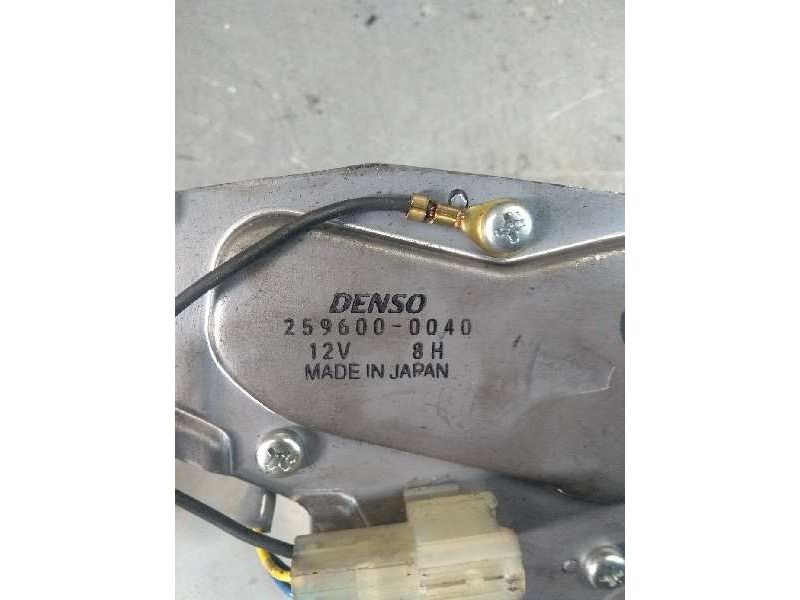 DENSO
259600-0040
12V 8H
MADE IN JAPAN